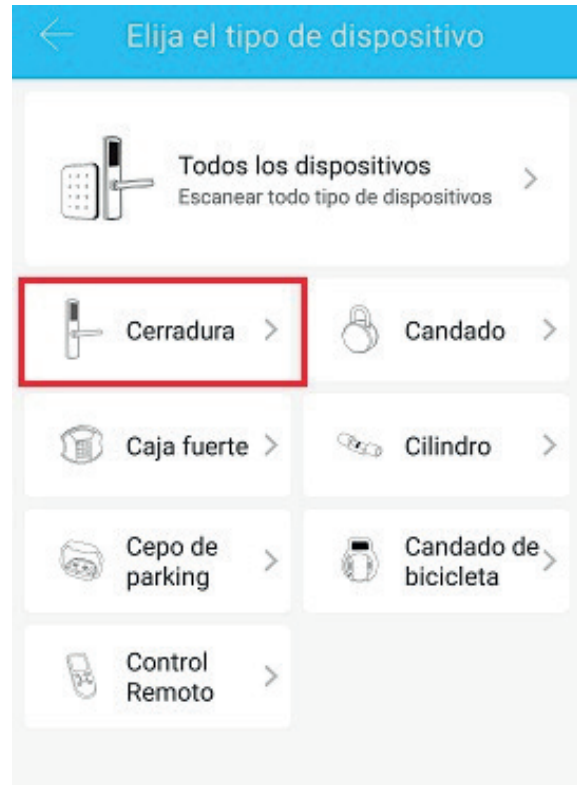 Elija el tipo de dispositivo
Todos los dispositivos
Escanear todo tipo de dispositivos
Cerradura
Candado
Caja fuerte
Cilindro
Cepo de
parking
Candado de
bicicleta
Control
Remoto